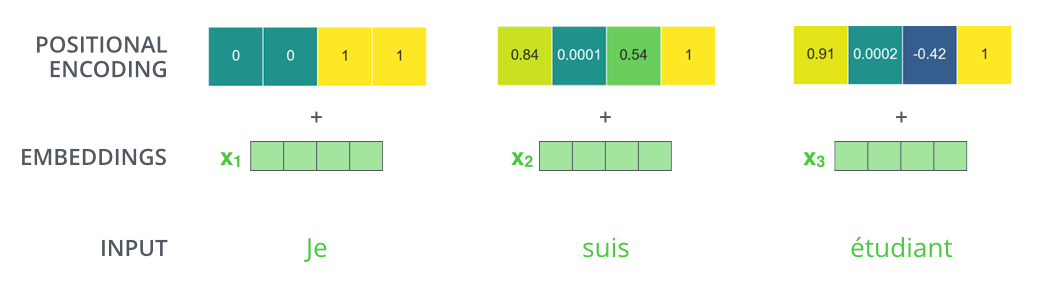 POSITIONAL
ENCODING
0 0 1 1
0.84 0.0001 0.54 1
0.91 0.0002 -0.42 1
+ + +
EMBEDDINGS x₁ x₂ x₃
INPUT Je suis étudiant